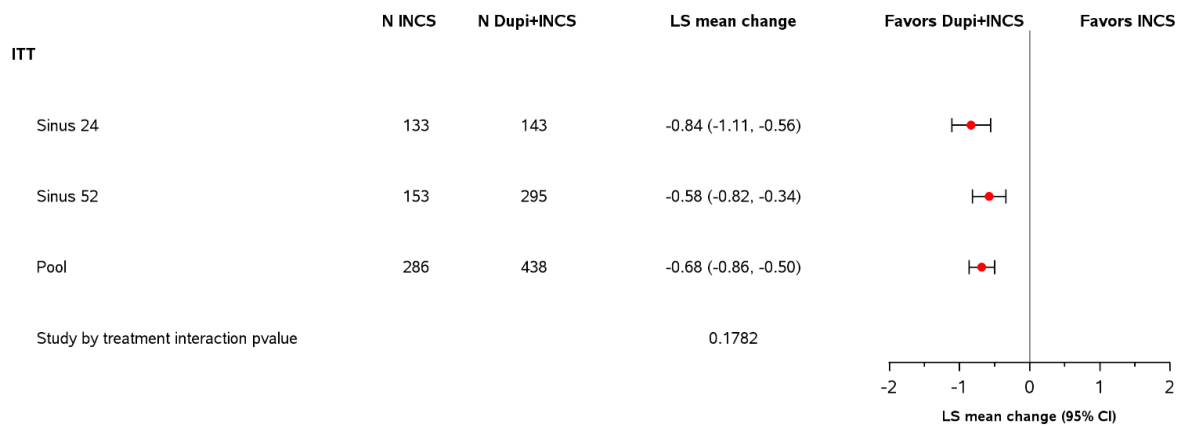 N INCS N Dupi+INCS LS mean change Favors Dupi+INCS Favors INCS
ITT
Sinus 24 133 143 -0.84 (-1.11, -0.56)
Sinus 52 153 295 -0.58 (-0.82, -0.34)
Pool 286 438 -0.68 (-0.86, -0.50)
Study by treatment interaction pvalue 0.1782
-2 -1 0 1 2
LS mean change (95% CI)